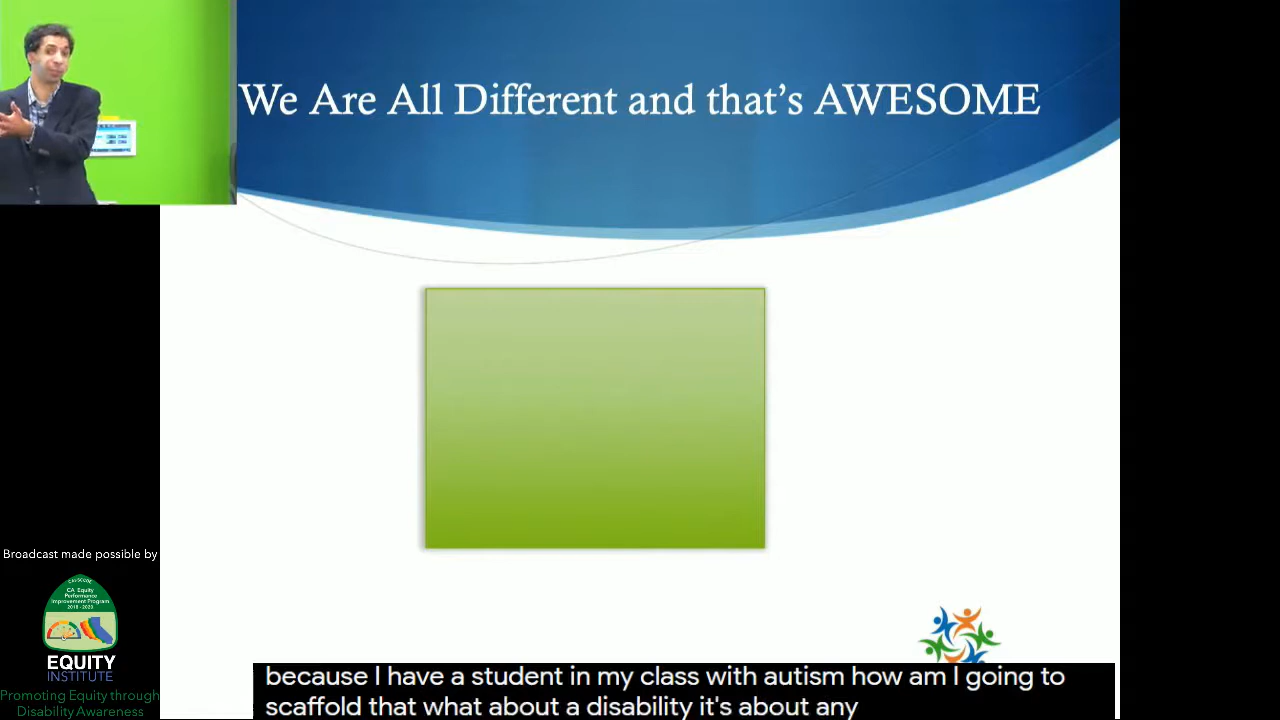 We Are All Different and that's AWESOME
Broadcast made possible by
CA Equity
Performance
Improvement Program
2018 - 2023
EQUITY
INSTITUTE
Promoting Equity through
Disability Awareness
because I have a student in my class with autism how am I going to
scaffold that what about a disability it's about any